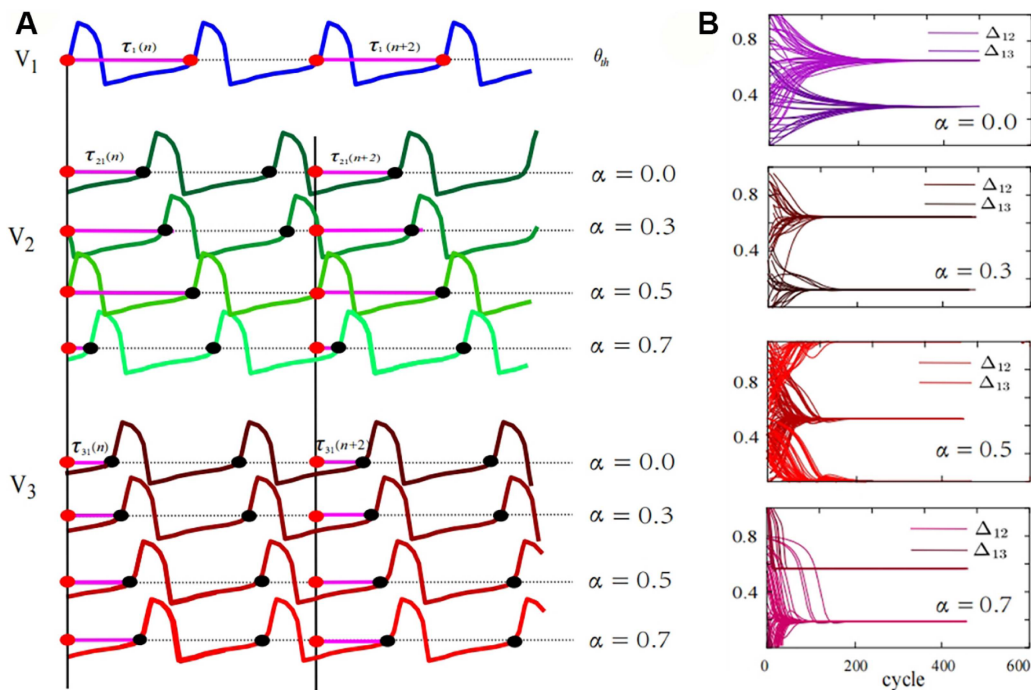 A
V₁
τ₁(n)
τ₁(n+2)
θ_th
V₂
τ₂₁(n)
τ₂₁(n+2)
α = 0.0
α = 0.3
α = 0.5
α = 0.7
V₃
τ₃₁(n)
τ₃₁(n+2)
α = 0.0
α = 0.3
α = 0.5
α = 0.7
B
0.8
0.4
Δ₁₂
Δ₁₃
α = 0.0
0.8
0.4
Δ₁₂
Δ₁₃
α = 0.3
0.8
0.4
Δ₁₂
Δ₁₃
α = 0.5
0.8
0.4
Δ₁₂
Δ₁₃
α = 0.7
0 200 400 600
cycle